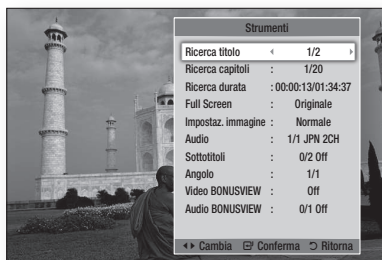 Strumenti
Ricerca titolo ◄ 1/2 ►
Ricerca capitoli : 1/20
Ricerca durata : 00:00:13/01:34:37
Full Screen : Originale
Impostaz. immagine : Normale
Audio : 1/1 JPN 2CH
Sottotitoli : 0/2 Off
Angolo : 1/1
Video BONUSVIEW : Off
Audio BONUSVIEW : 0/1 Off
◄► Cambia Conferma Ritorna